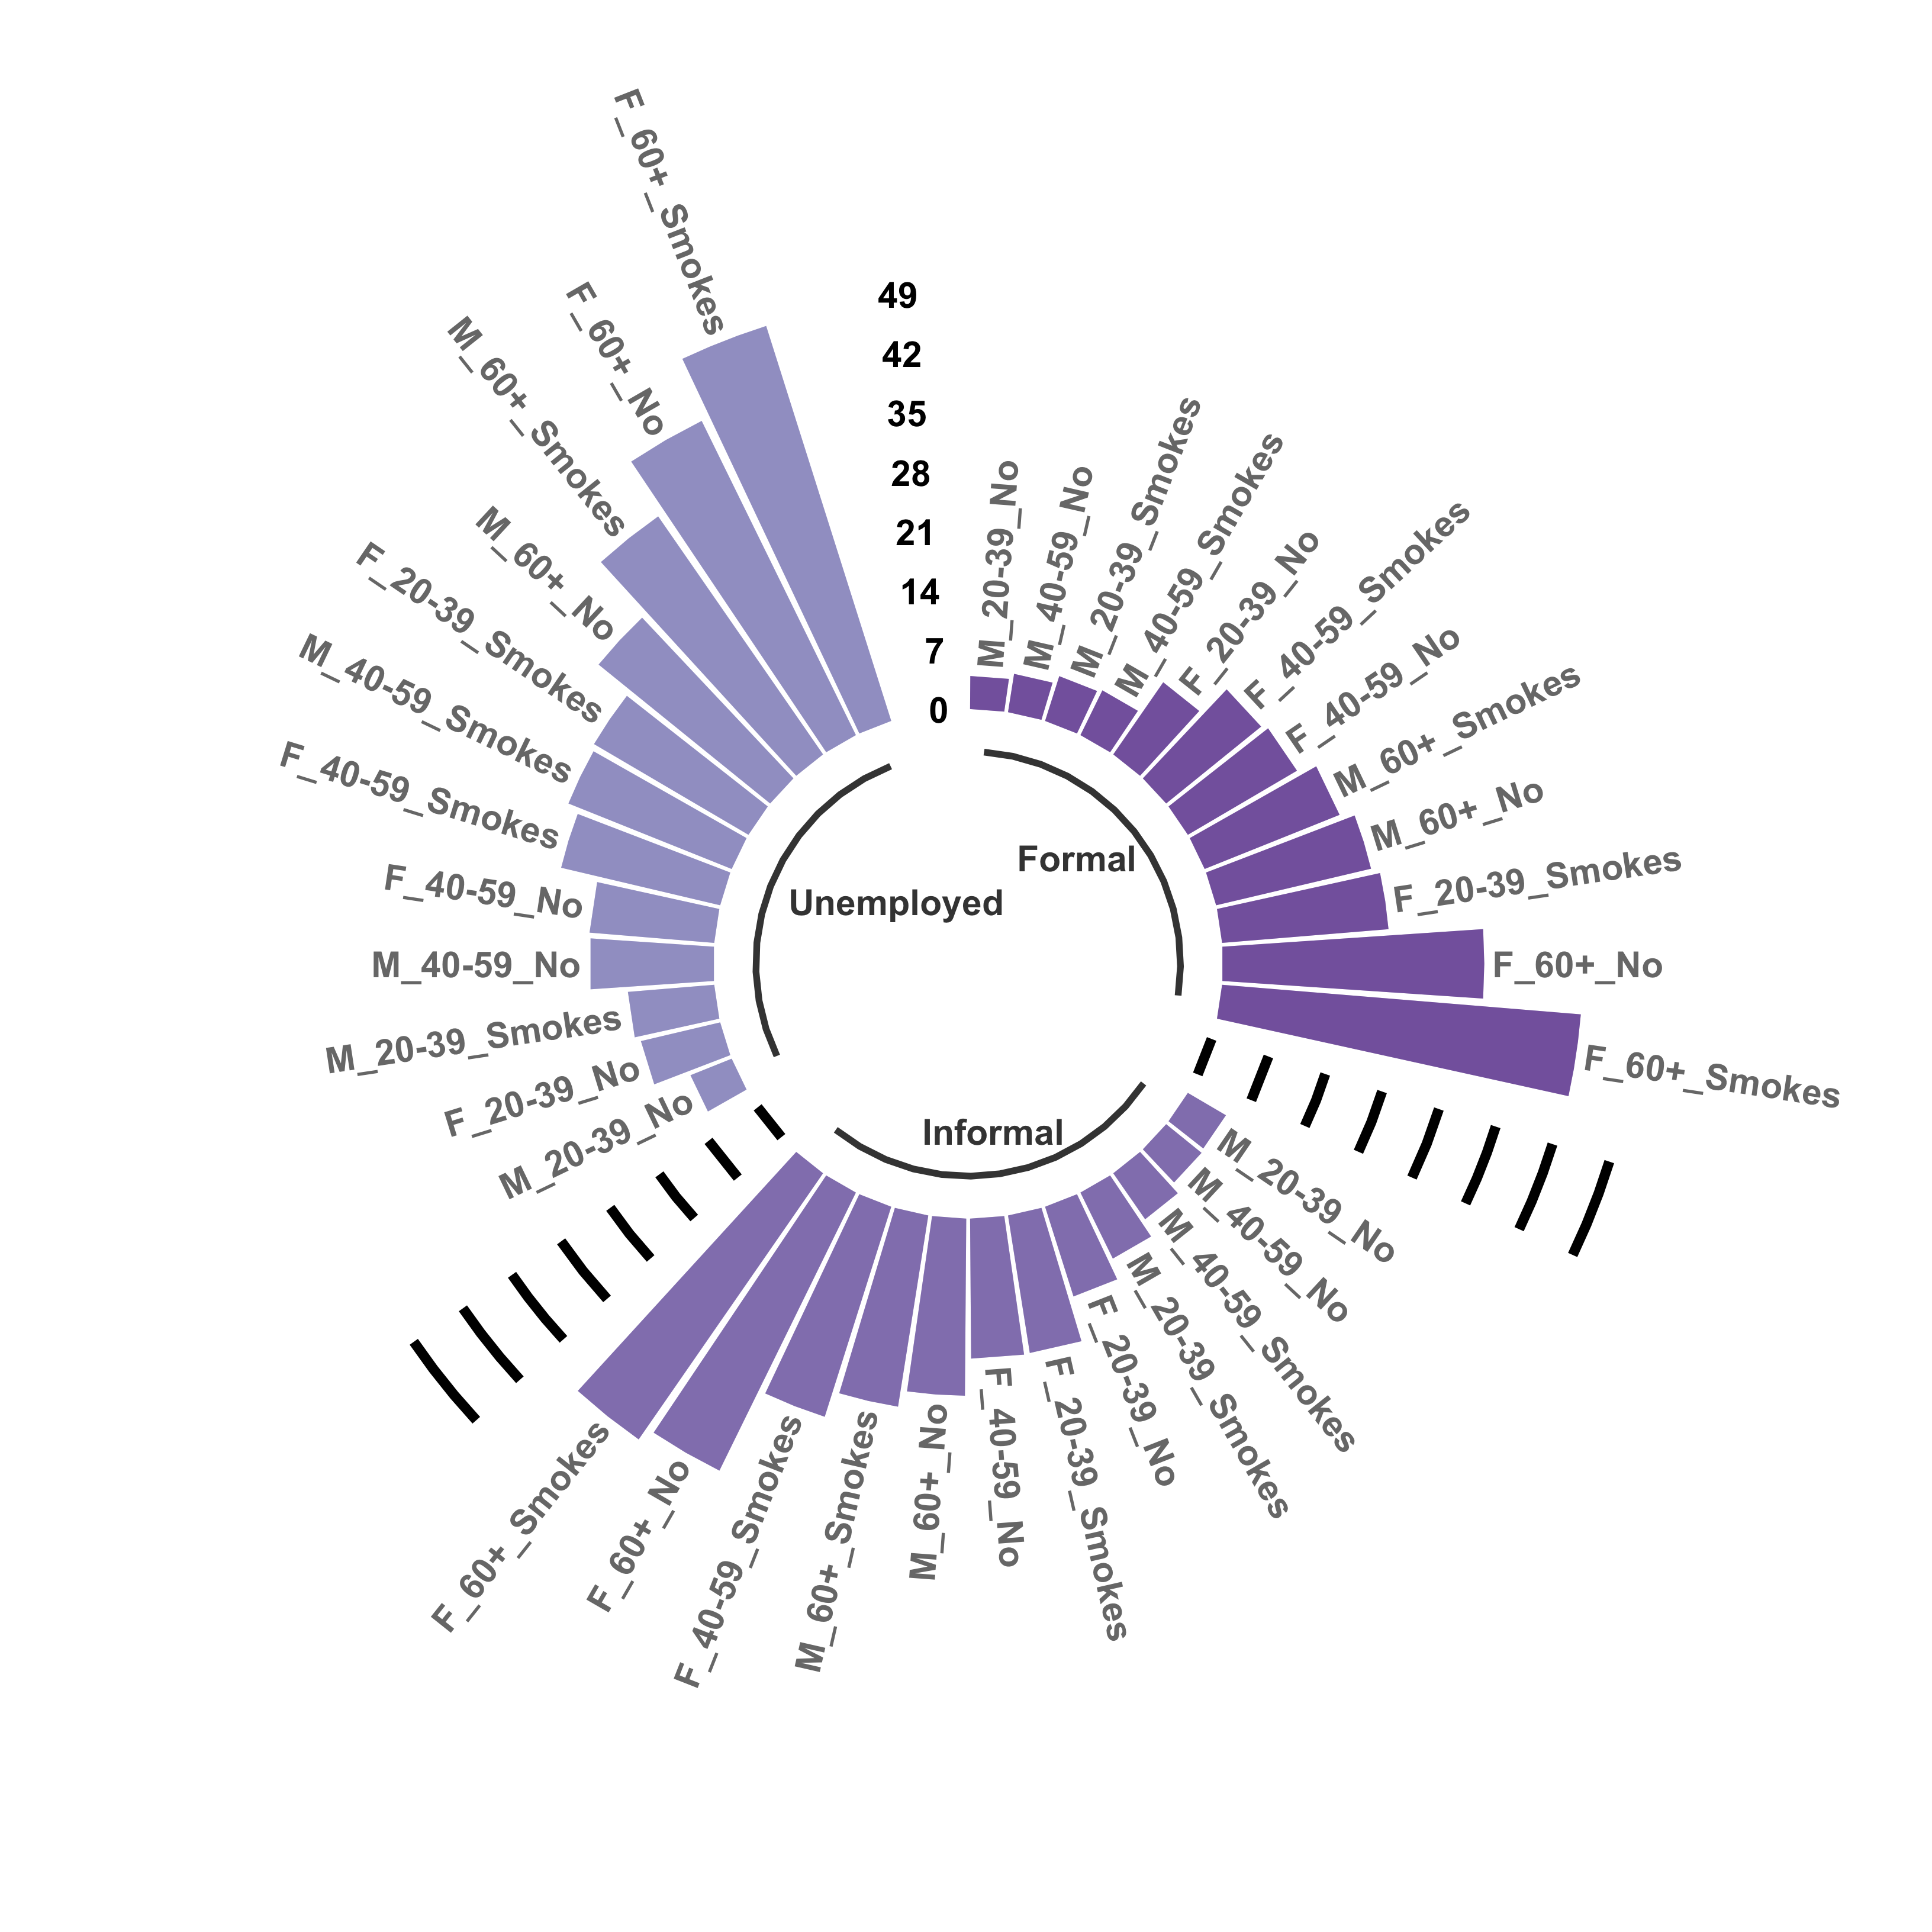 49
42
35
28
21
14
7
0
M_20-39_No
M_40-59_No
M_20-39_Smokes
M_40-59_Smokes
F_20-39_No
F_40-59_Smokes
F_40-59_No
M_60+_Smokes
M_60+_No
F_20-39_Smokes
F_60+_No
F_60+_Smokes
M_20-39_No
M_40-59_No
M_40-59_Smokes
M_20-39_Smokes
F_20-39_No
F_20-39_Smokes
F_40-59_No
M_60+_No
M_60+_Smokes
F_40-59_Smokes
F_60+_No
F_60+_Smokes
M_20-39_No
F_20-39_No
M_20-39_Smokes
M_40-59_No
F_40-59_No
F_40-59_Smokes
M_40-59_Smokes
F_20-39_Smokes
M_60+_No
M_60+_Smokes
F_60+_No
F_60+_Smokes
Formal
Unemployed
Informal